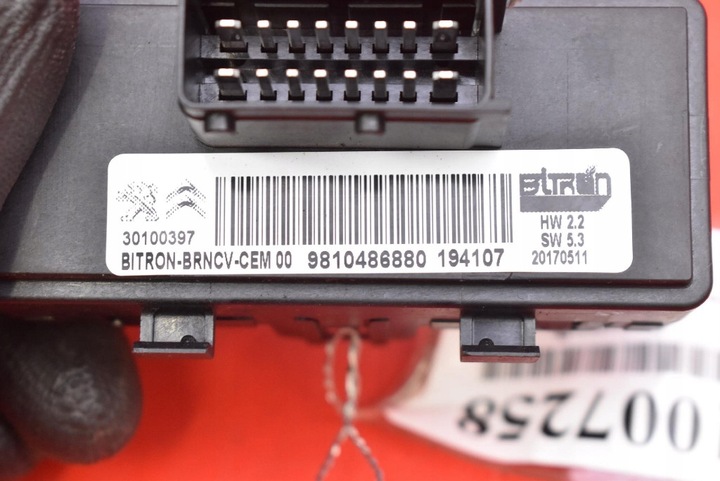 BITRON
HW 2.2
30100397
SW 5.3
BITRON-BRNCV-CEM 00 9810486880 194107
20170511
007258